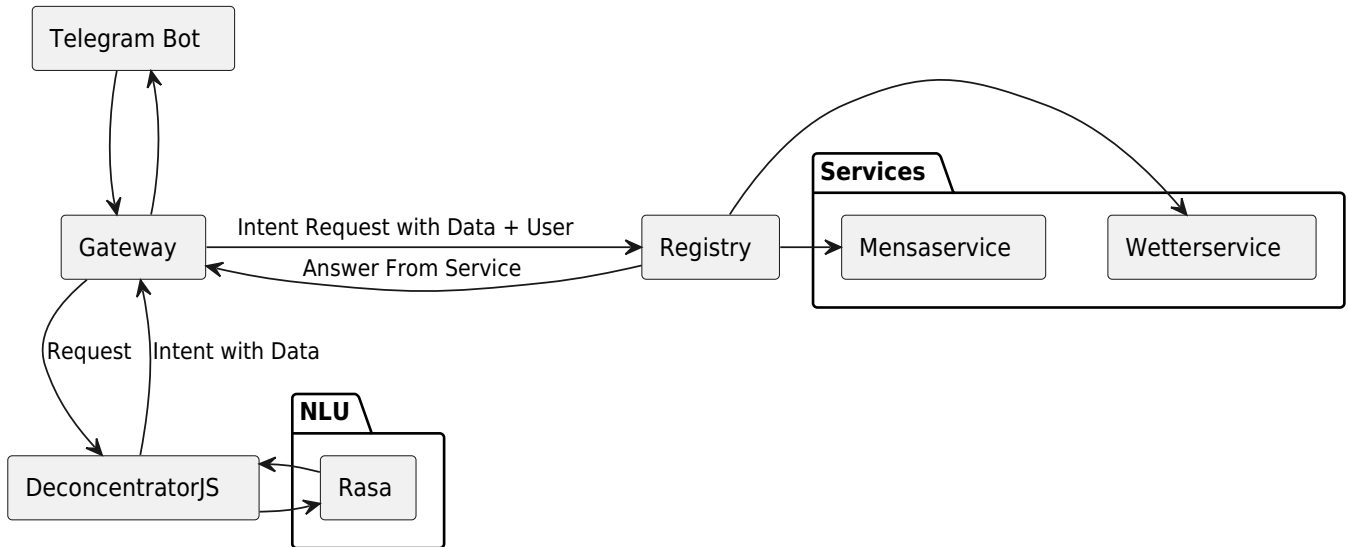 Telegram Bot
Services
Gateway
Intent Request with Data + User
Answer From Service
Registry
Mensaservice
Wetterservice
Request
Intent with Data
NLU
DeconcentratorJS
Rasa